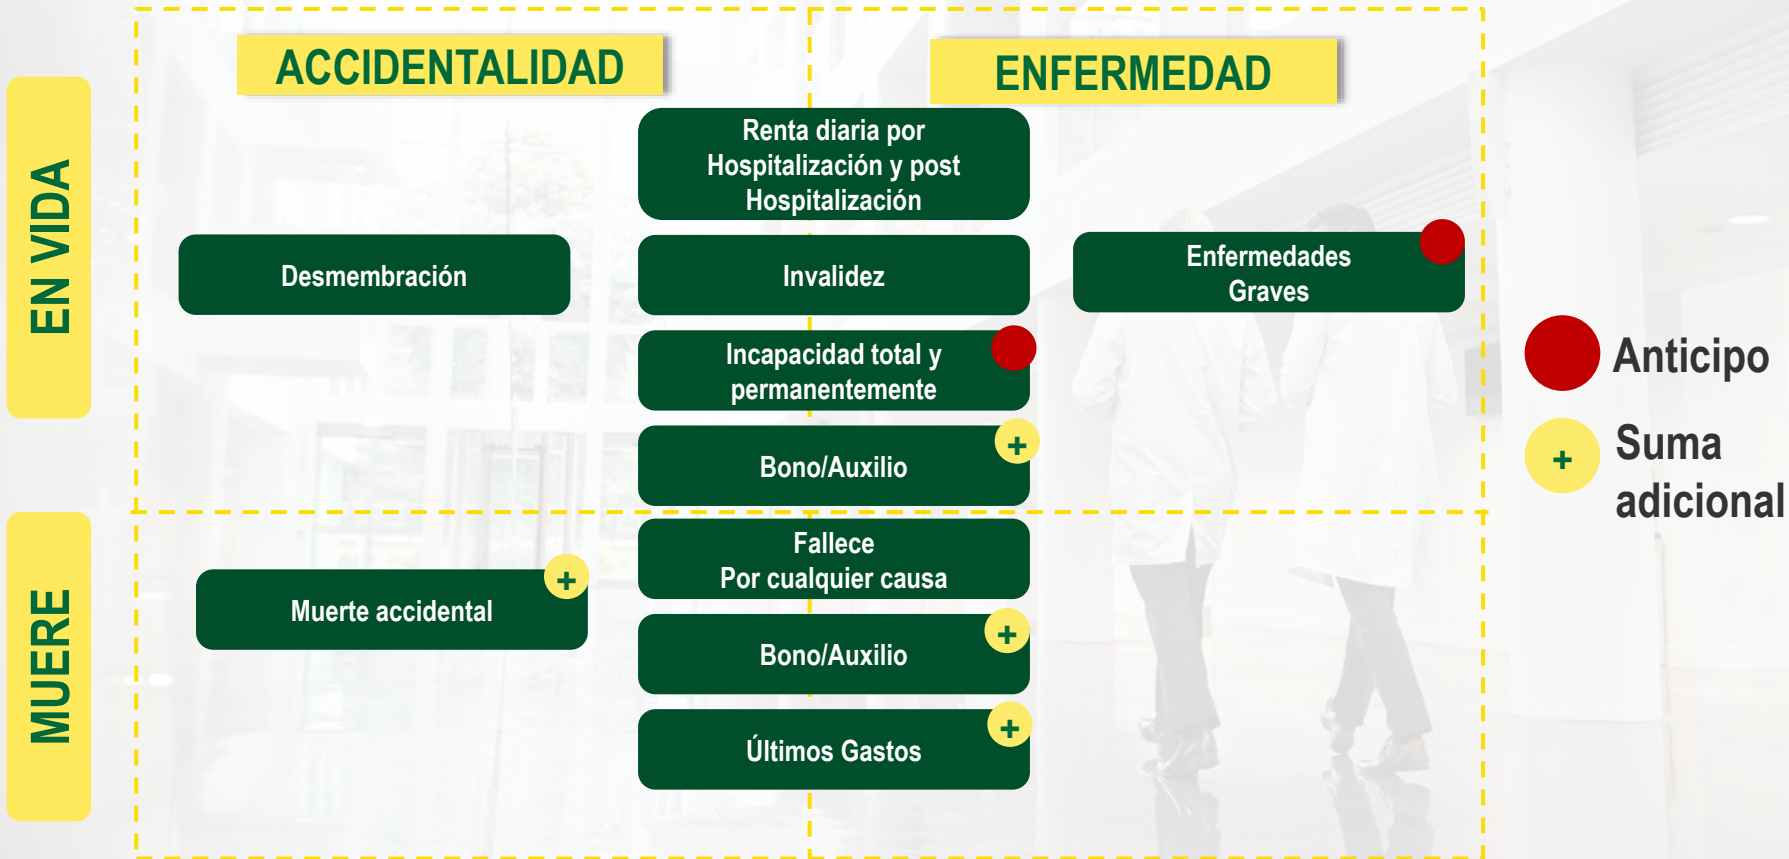 ACCIDENTALIDAD
ENFERMEDAD
EN VIDA
Renta diaria por
Hospitalización y post
Hospitalización
Desmembración
Invalidez
Enfermedades
Graves
Incapacidad total y
permanentemente
Bono/Auxilio
+
MUERE
Fallece
Por cualquier causa
Muerte accidental
+
Bono/Auxilio
+
Últimos Gastos
+
Anticipo
+
Suma
adicional